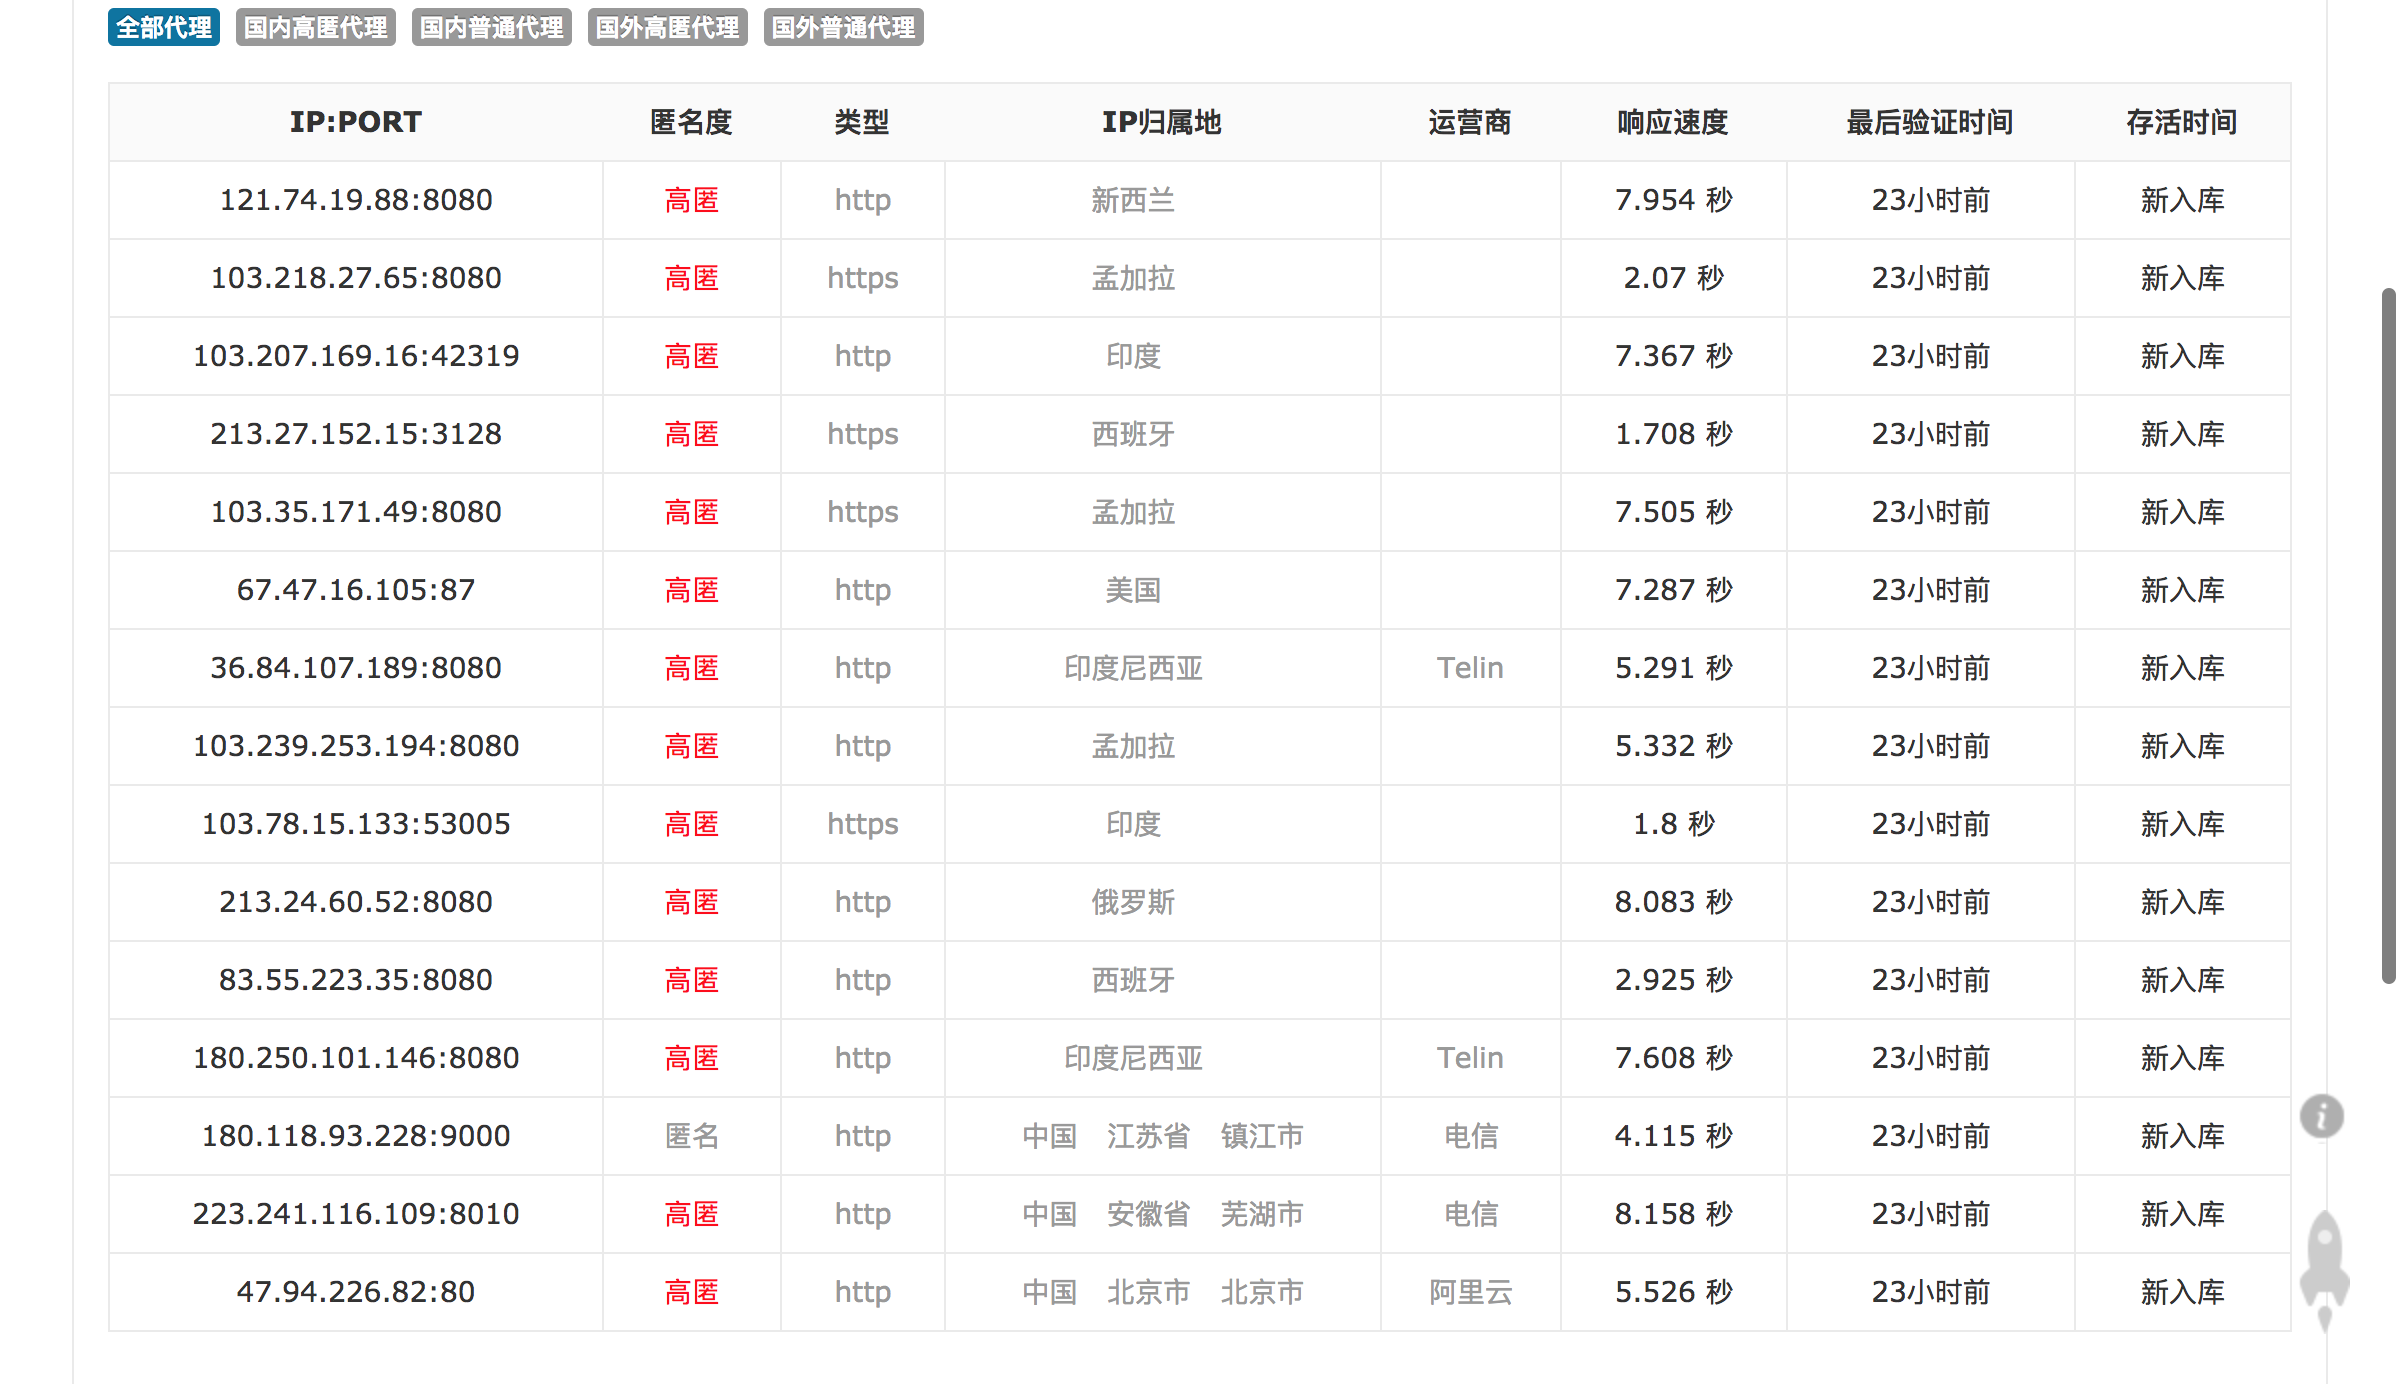 全部代理 国内高匿代理 国内普通代理 国外高匿代理 国外普通代理
IP:PORT 匿名度 类型 IP归属地 运营商 响应速度 最后验证时间 存活时间
121.74.19.88:8080 高匿 http 新西兰 7.954 秒 23小时前 新入库
103.218.27.65:8080 高匿 https 孟加拉 2.07 秒 23小时前 新入库
103.207.169.16:42319 高匿 http 印度 7.367 秒 23小时前 新入库
213.27.152.15:3128 高匿 https 西班牙 1.708 秒 23小时前 新入库
103.35.171.49:8080 高匿 https 孟加拉 7.505 秒 23小时前 新入库
67.47.16.105:87 高匿 http 美国 7.287 秒 23小时前 新入库
36.84.107.189:8080 高匿 http 印度尼西亚 Telin 5.291 秒 23小时前 新入库
103.239.253.194:8080 高匿 http 孟加拉 5.332 秒 23小时前 新入库
103.78.15.133:53005 高匿 https 印度 1.8 秒 23小时前 新入库
213.24.60.52:8080 高匿 http 俄罗斯 8.083 秒 23小时前 新入库
83.55.223.35:8080 高匿 http 西班牙 2.925 秒 23小时前 新入库
180.250.101.146:8080 高匿 http 印度尼西亚 Telin 7.608 秒 23小时前 新入库
180.118.93.228:9000 匿名 http 中国 江苏省 镇江市 电信 4.115 秒 23小时前 新入库
223.241.116.109:8010 高匿 http 中国 安徽省 芜湖市 电信 8.158 秒 23小时前 新入库
47.94.226.82:80 高匿 http 中国 北京市 北京市 阿里云 5.526 秒 23小时前 新入库